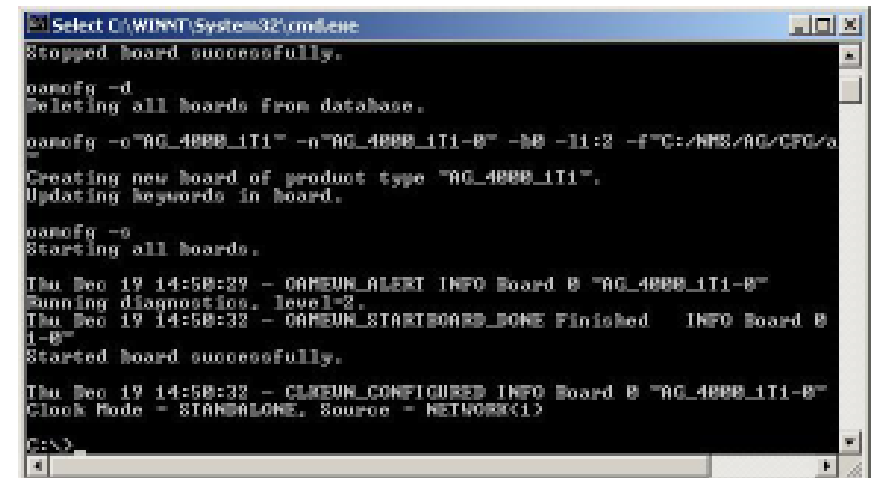 Select C:\WINNT\System32\cmd.exe
Stopped board successfully.
oamcfg -d
Deleting all boards from database.
oamcfg -c"AG_4000_1T1" -n"AG_4000_1T1-0" -b0 -l1:2 -f"C:/NMS/AG/CFG/a
"
Creating new board of product type "AG_4000_1T1".
Updating keywords in board.
oamcfg -s
Starting all boards.
Thu Dec 19 14:50:29 - OAMEVN_ALERT INFO Board 0 "AG_4000_1T1-0"
Running diagnostics, level=2.
Thu Dec 19 14:50:32 - OAMEVN_STARTBOARD_DONE Finished   INFO Board 0
1-0"
Started board successfully.
Thu Dec 19 14:50:32 - CLKEVN_CONFIGURED INFO Board 0 "AG_4000_1T1-0"
Clock Mode = STANDALONE, Source = NETWORK(1)
C:\>_